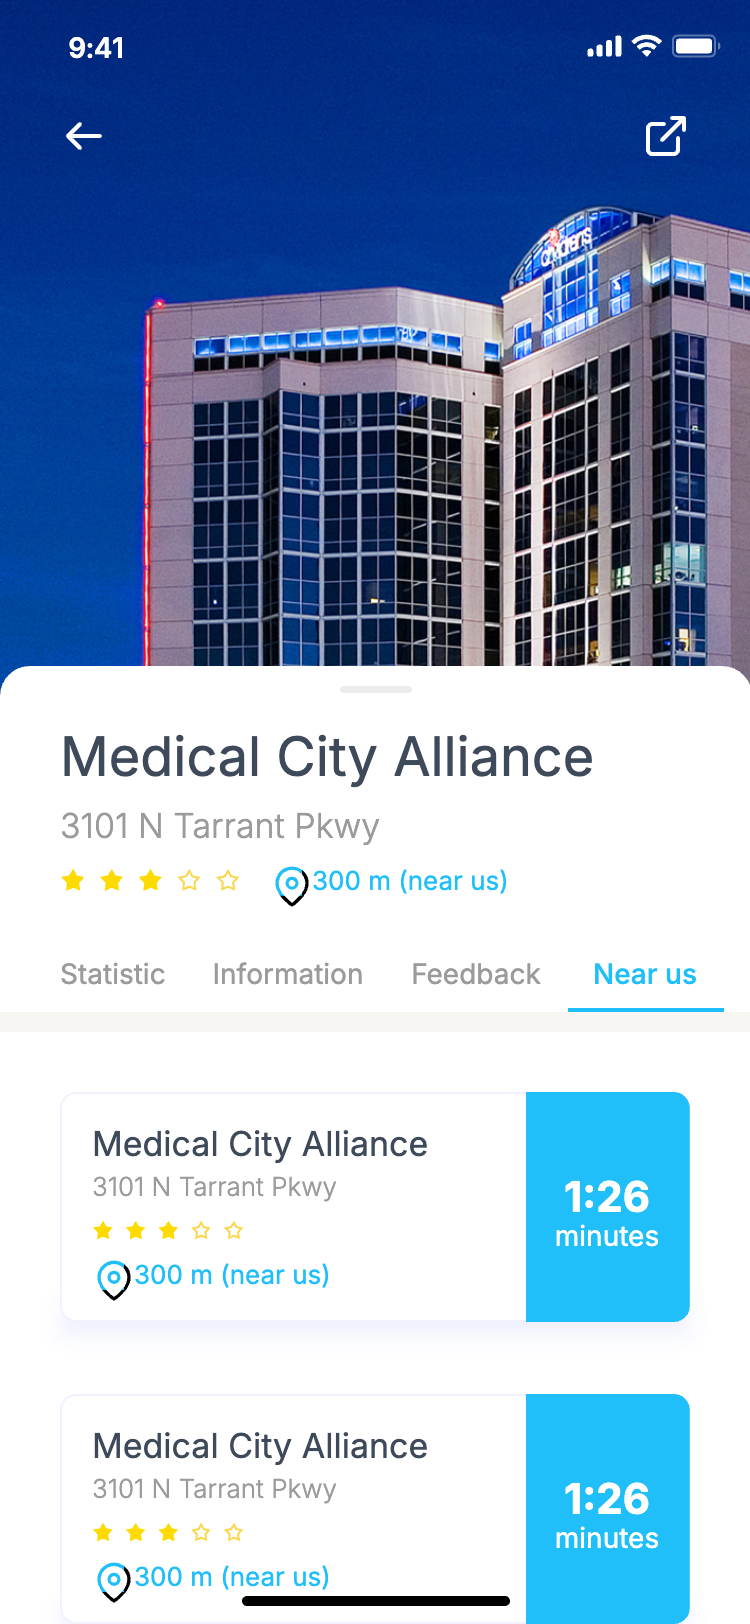 9:41
children's
Medical City Alliance
3101 N Tarrant Pkwy
300 m (near us)
Statistic Information Feedback Near us
Medical City Alliance
3101 N Tarrant Pkwy
300 m (near us)
1:26
minutes
Medical City Alliance
3101 N Tarrant Pkwy
300 m (near us)
1:26
minutes